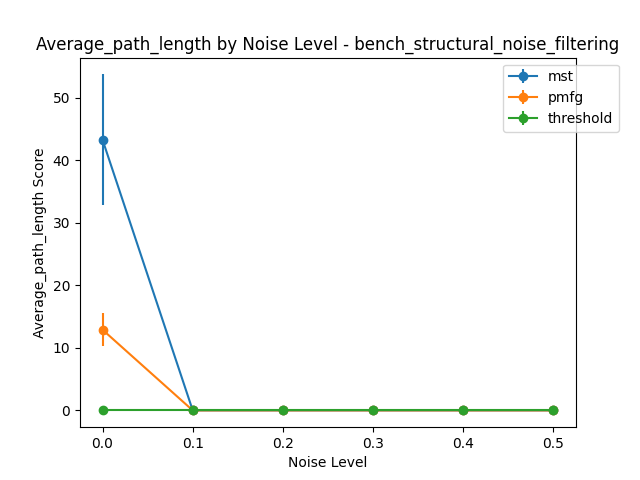 Average_path_length by Noise Level - bench_structural_noise_filtering
mst
pmfg
threshold
Average_path_length Score
50
40
30
20
10
0
0.0 0.1 0.2 0.3 0.4 0.5
Noise Level